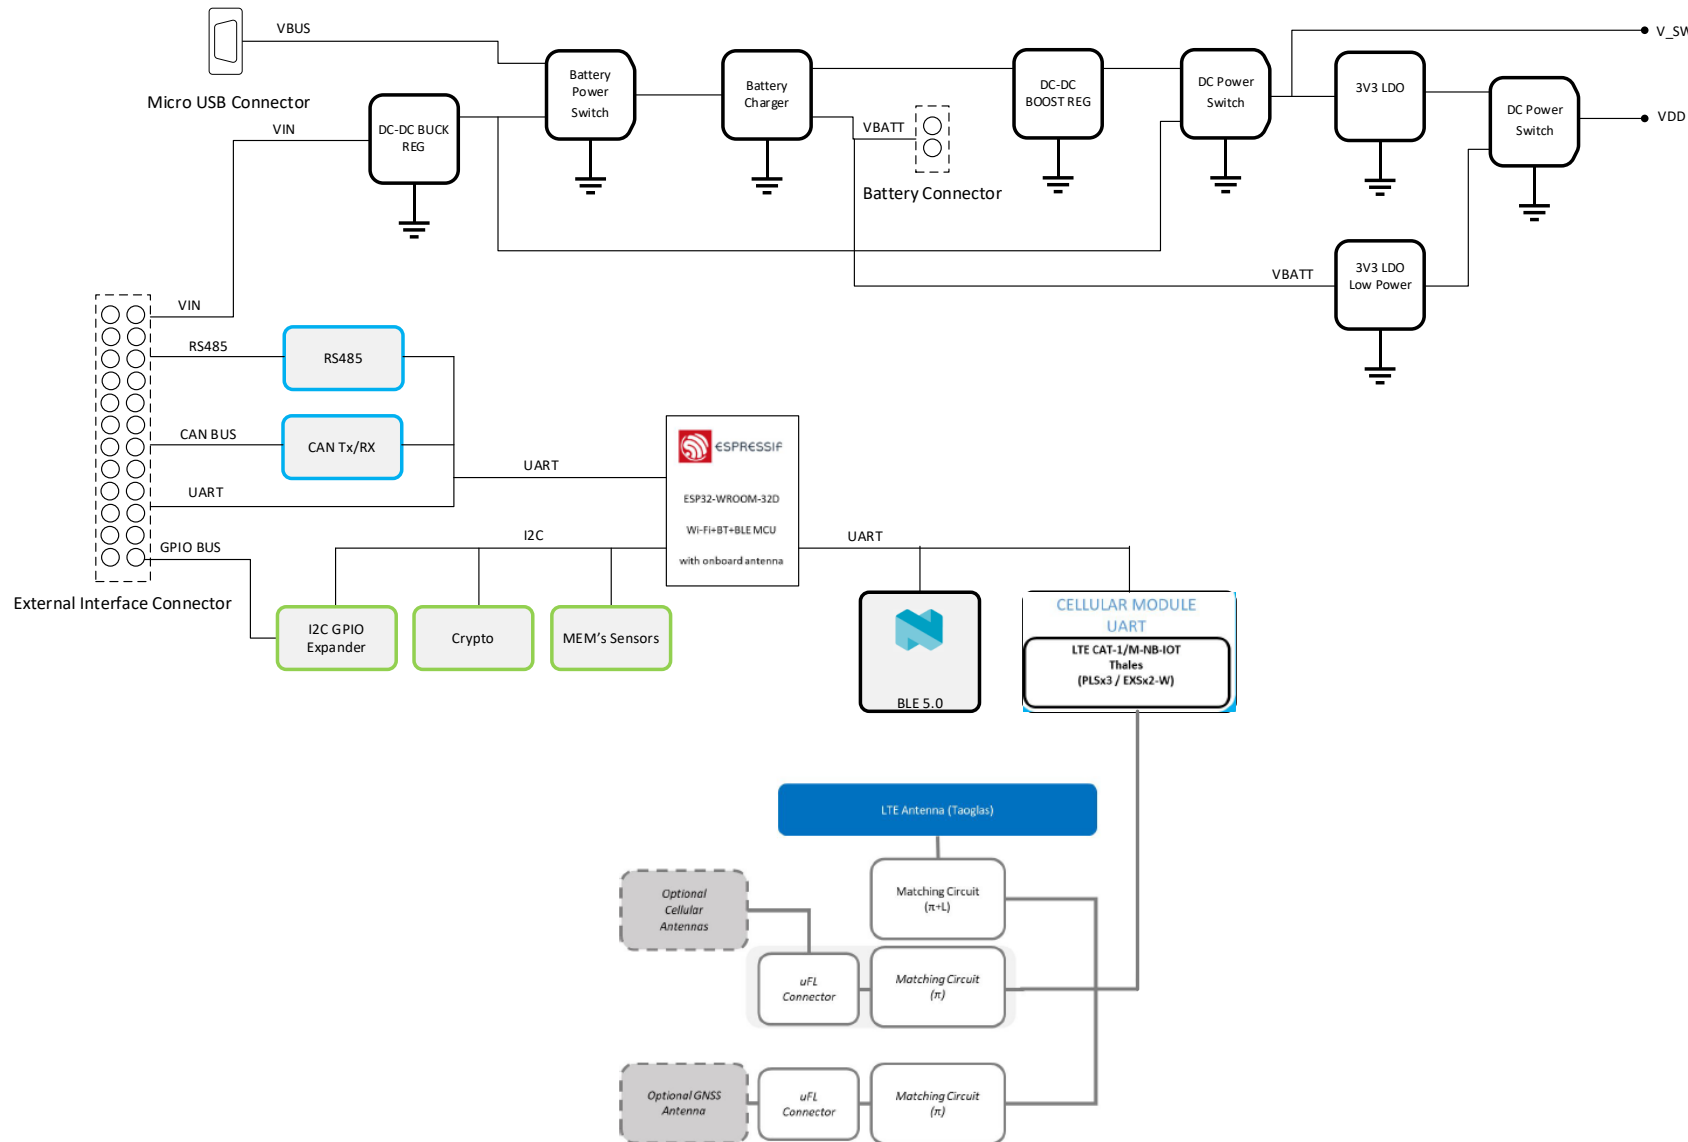 VBUS
V_SW
Battery
Power
Switch
Battery
Charger
DC-DC
BOOST REG
DC Power
Switch
3V3 LDO
DC Power
Switch
VDD
Micro USB Connector
VIN
DC-DC BUCK
REG
VBATT
Battery Connector
VBATT
3V3 LDO
Low Power
VIN
RS485
RS485
CAN BUS
CAN Tx/RX
UART
UART
GPIO BUS
External Interface Connector
I2C
ESPRESSIF
ESP32-WROOM-32D
Wi-Fi+BT+BLE MCU
with onboard antenna
UART
I2C GPIO
Expander
Crypto
MEM's Sensors
BLE 5.0
CELLULAR MODULE
UART
LTE CAT-1/M-NB-IOT
Thales
(PLSx3 / EXSx2-W)
LTE Antenna (Taoglas)
Matching Circuit
(π+L)
Optional
Cellular
Antennas
uFL
Connector
Matching Circuit
(π)
Optional GNSS
Antenna
uFL
Connector
Matching Circuit
(π)